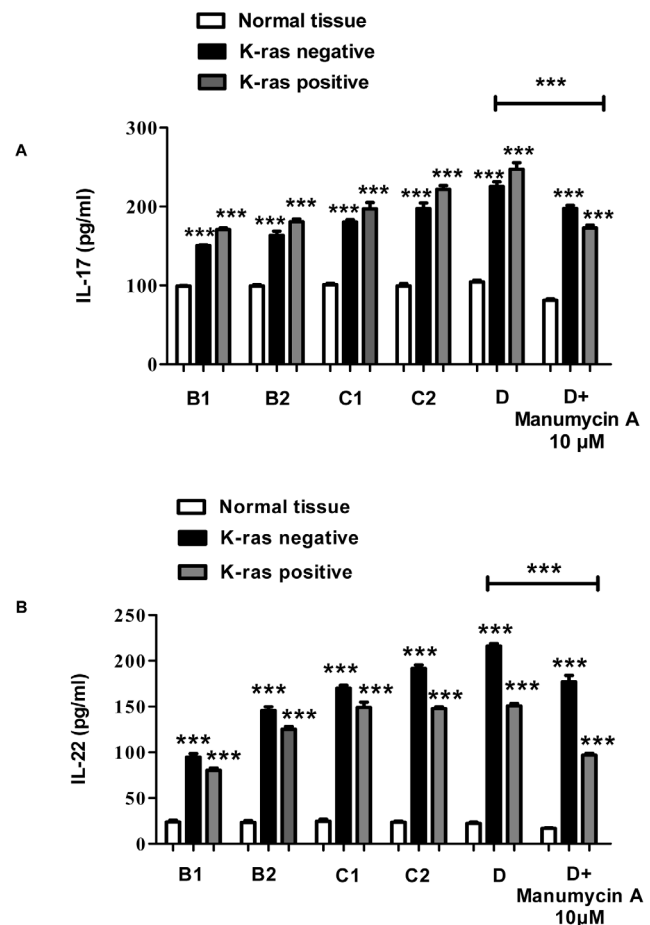 Normal tissue
K-ras negative
K-ras positive
***
A
300
200
100
0
IL-17 (pg/ml)
*** *** *** *** *** *** *** *** *** *** *** ***
B1 B2 C1 C2 D D+
Manumycin A
10 µM
Normal tissue
K-ras negative
K-ras positive
***
B
250
200
150
100
50
0
IL-22 (pg/ml)
*** *** *** *** *** *** *** *** *** *** *** ***
B1 B2 C1 C2 D D+
Manumycin A
10µM